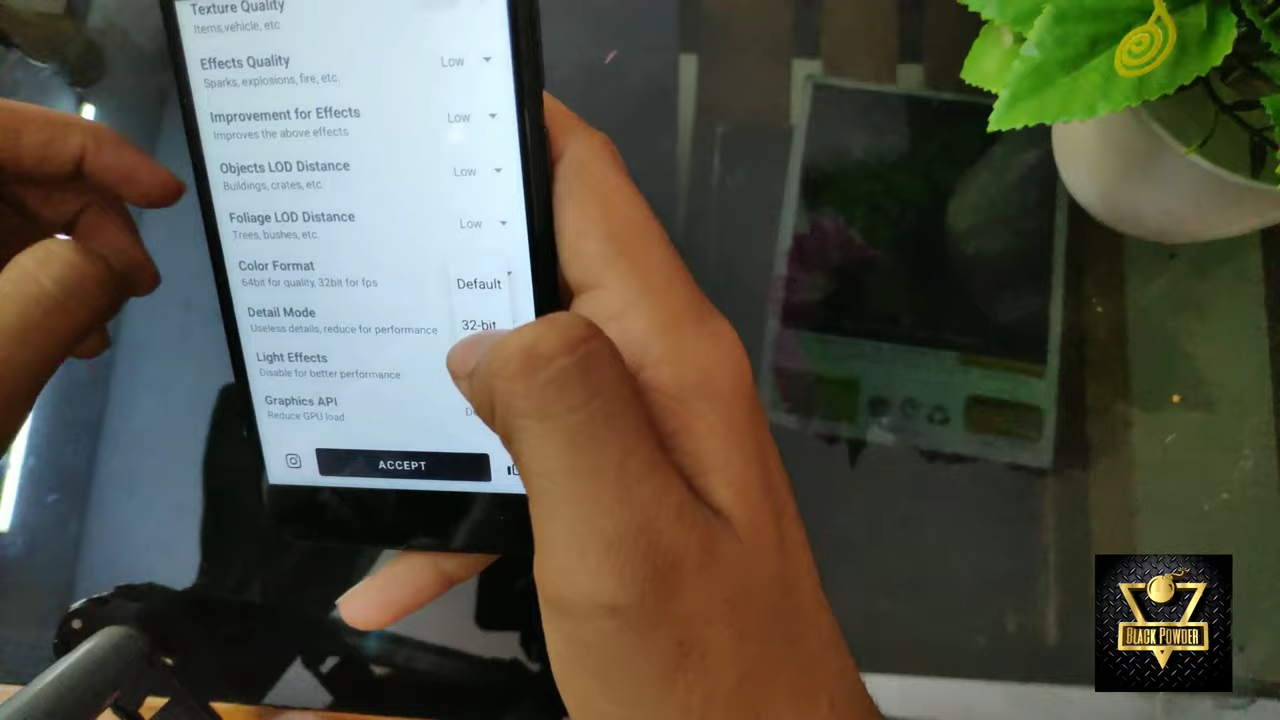 Texture Quality
Items,vehicle, etc
Effects Quality
Low
Sparks, explosions, fire, etc.
Improvement for Effects
Low
Improves the above effects
Objects LOD Distance
Low
Buildings, crates, etc.
Foliage LOD Distance
Low
Trees, bushes, etc.
Color Format
64bit for quality, 32bit for fps
Default
Detail Mode
Useless details, reduce for performance
32-bit
Light Effects
Disable for better performance
Graphics API
Reduce GPU load
ACCEPT
BLACK POWDER